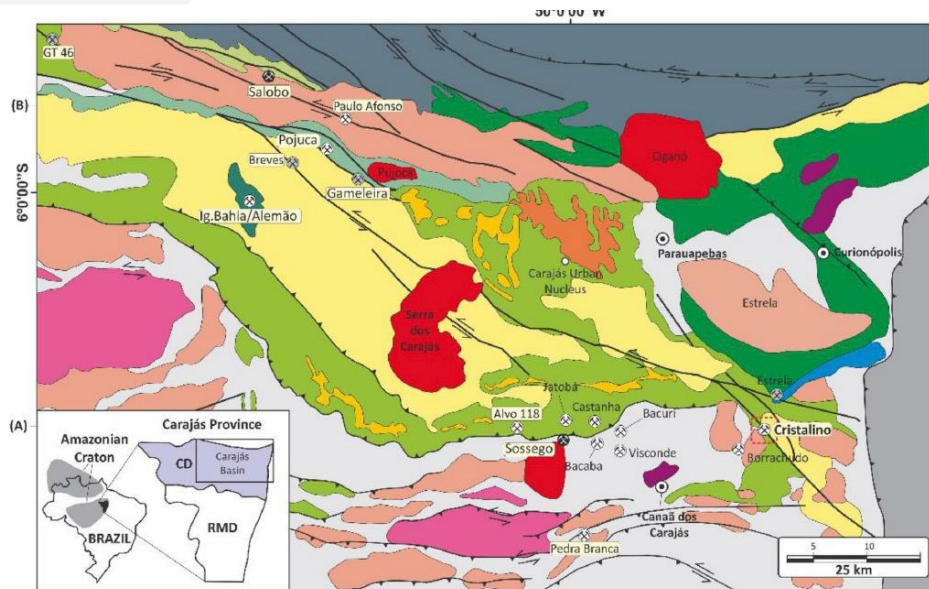 50°0'00" W
GT 46
Salobo
(B)
Paulo Afonso
Pojuca
Breves
Pojuca
Cigano
Gameleira
6°0'00"S
Ig.Bahia/Alemão
Parauapebas
Curionópolis
Carajás Urban
Nucleus
Estrela
Serra
dos
Carajás
Estrela
Jatobá
Castanha
Bacuri
Alvo 118
(A)
Cristalino
Sossego
Bacaba
Visconde
Borrachudo
Canaã dos
Carajás
Pedra Branca
Carajás Province
Amazonian
Craton
CD
Carajás
Basin
RMD
BRAZIL
5 10
25 km